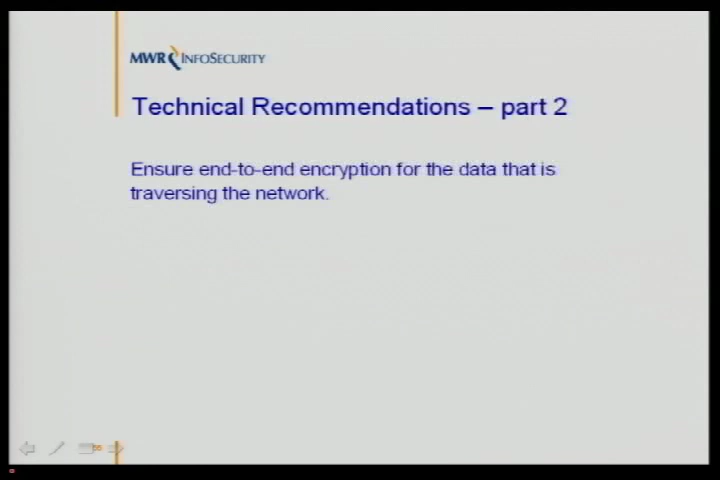 MWR INFOSECURITY
Technical Recommendations – part 2
Ensure end-to-end encryption for the data that is
traversing the network.